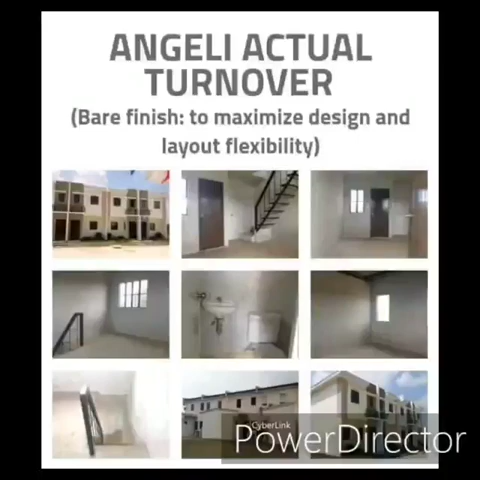 ANGELI ACTUAL
TURNOVER
(Bare finish: to maximize design and
layout flexibility)
CyberLink
PowerDirector